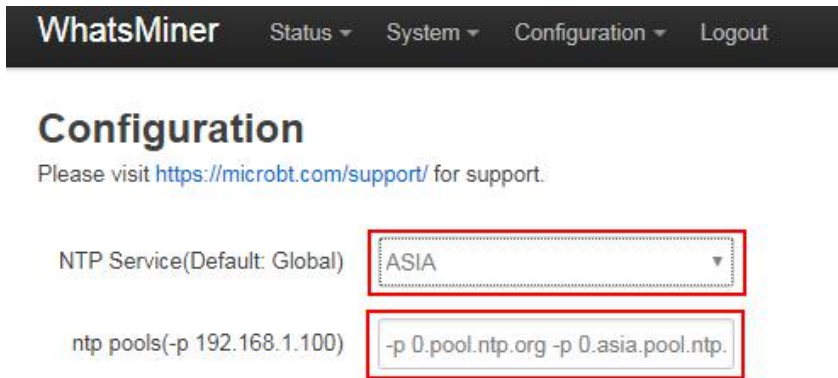 WhatsMiner Status System Configuration Logout
Configuration
Please visit https://microbt.com/support/ for support.
NTP Service(Default: Global) ASIA
ntp pools(-p 192.168.1.100) -p 0.pool.ntp.org -p 0.asia.pool.ntp.